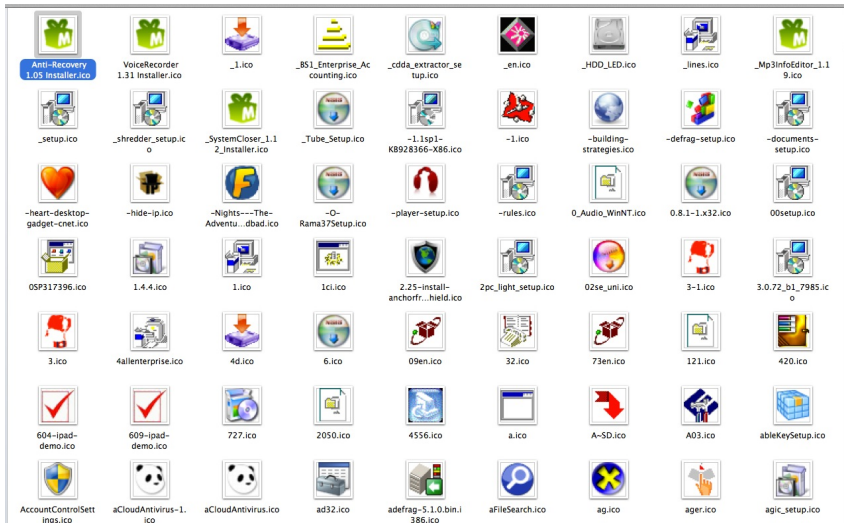 Anti-Recovery
1.05 Installer.ico
VoiceRecorder
1.31 Installer.ico
_1.ico
_BS1_Enterprise_Ac
counting.ico
_cdda_extractor_se
tup.ico
_en.ico
_HDD_LED.ico
_lines.ico
_Mp3InfoEditor_1.1
9.ico
_setup.ico
_shredder_setup.ic
o
_SystemCloser_1.1
2_Installer.ico
_Tube_Setup.ico
-1.1sp1-
KB928366-X86.ico
-1.ico
-building-
strategies.ico
-defrag-setup.ico
-documents-
setup.ico
-heart-desktop-
gadget-cnet.ico
-hide-ip.ico
-Nights---The-
Adventu...dbad.ico
-O-
Rama37Setup.ico
-player-setup.ico
-rules.ico
0_Audio_WinNT.ico
0.8.1-1.x32.ico
00setup.ico
0SP317396.ico
1.4.4.ico
1.ico
1ci.ico
2.25-install-
anchorfr...hield.ico
2pc_light_setup.ico
02se_uni.ico
3-1.ico
3.0.72_b1_7985.ic
o
3.ico
4allenterprise.ico
4d.ico
6.ico
09en.ico
32.ico
73en.ico
121.ico
420.ico
604-ipad-
demo.ico
609-ipad-
demo.ico
727.ico
2050.ico
4556.ico
a.ico
A-SD.ico
A03.ico
ableKeySetup.ico
AccountControlSett
ings.ico
aCloudAntivirus-1.
ico
aCloudAntivirus.ico
ad32.ico
adefrag-5.1.0.bin.i
386.ico
aFileSearch.ico
ag.ico
ager.ico
agic_setup.ico